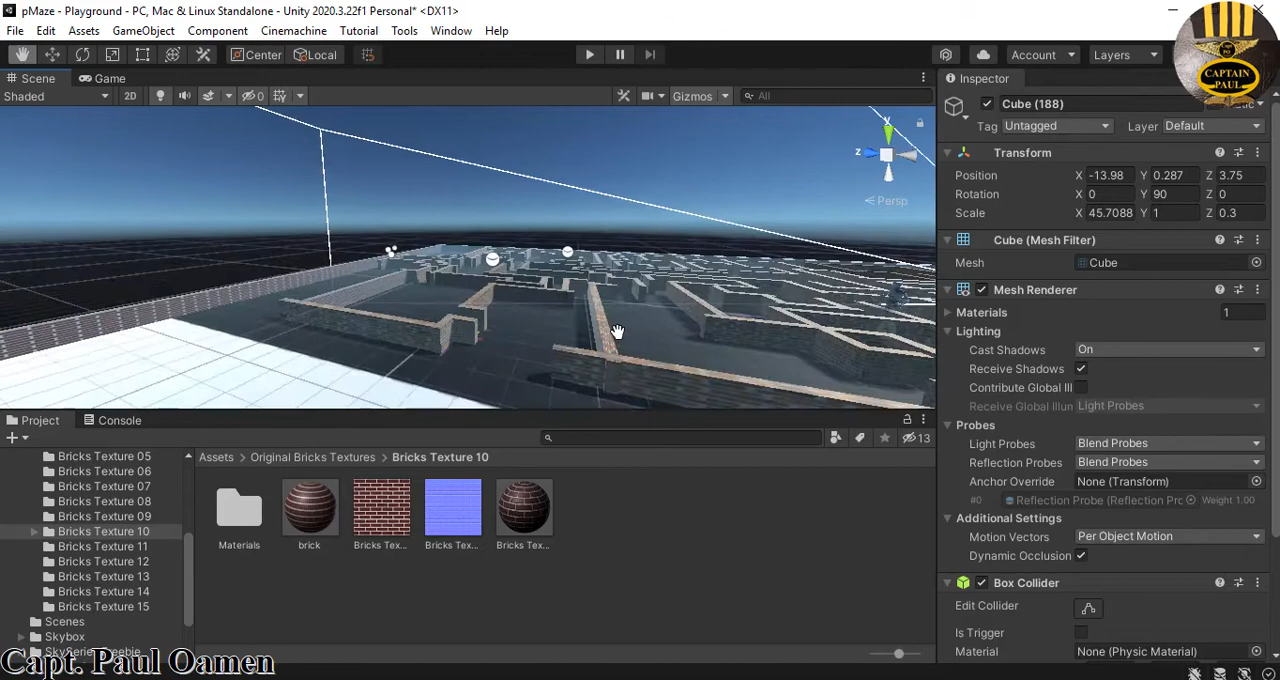 pMaze - Playground - PC, Mac & Linux Standalone - Unity 2020.3.22f1 Personal* <DX11>
File Edit Assets GameObject Component Cinemachine Tutorial Tools Window Help
Center Local Account Layers
CAPTAIN
PAUL
Scene Game
Shaded 2D 0 Gizmos All
y
z
Persp
Inspector
Cube (188)
Tag Untagged Layer Default
Transform
Position X -13.98 Y 0.287 Z 3.75
Rotation X 0 Y 90 Z 0
Scale X 45.7088 Y 1 Z 0.3
Cube (Mesh Filter)
Mesh Cube
Mesh Renderer
Materials 1
Lighting
Cast Shadows On
Receive Shadows
Contribute Global Ill
Receive Global Illun Light Probes
Probes
Light Probes Blend Probes
Reflection Probes Blend Probes
Anchor Override None (Transform)
#0 Reflection Probe (Reflection Prc Weight 1.00
Additional Settings
Motion Vectors Per Object Motion
Dynamic Occlusion
Box Collider
Edit Collider
Is Trigger
Material None (Physic Material)
Project Console
13
Bricks Texture 05
Bricks Texture 06
Bricks Texture 07
Bricks Texture 08
Bricks Texture 09
Bricks Texture 10
Bricks Texture 11
Bricks Texture 12
Bricks Texture 13
Bricks Texture 14
Bricks Texture 15
Scenes
Skybox
Assets > Original Bricks Textures > Bricks Texture 10
Materials brick Bricks Tex... Bricks Tex... Bricks Tex...
Capt. Paul Oamen